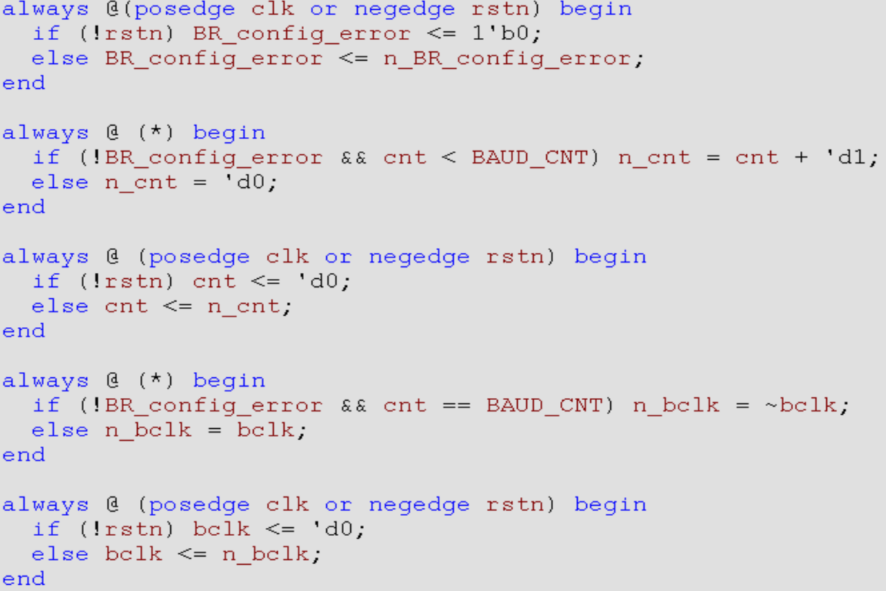 always @(posedge clk or negedge rstn) begin
  if (!rstn) BR_config_error <= 1'b0;
  else BR_config_error <= n_BR_config_error;
end

always @ (*) begin
  if (!BR_config_error && cnt < BAUD_CNT) n_cnt = cnt + 'd1;
  else n_cnt = 'd0;
end

always @ (posedge clk or negedge rstn) begin
  if (!rstn) cnt <= 'd0;
  else cnt <= n_cnt;
end

always @ (*) begin
  if (!BR_config_error && cnt == BAUD_CNT) n_bclk = ~bclk;
  else n_bclk = bclk;
end

always @ (posedge clk or negedge rstn) begin
  if (!rstn) bclk <= 'd0;
  else bclk <= n_bclk;
end